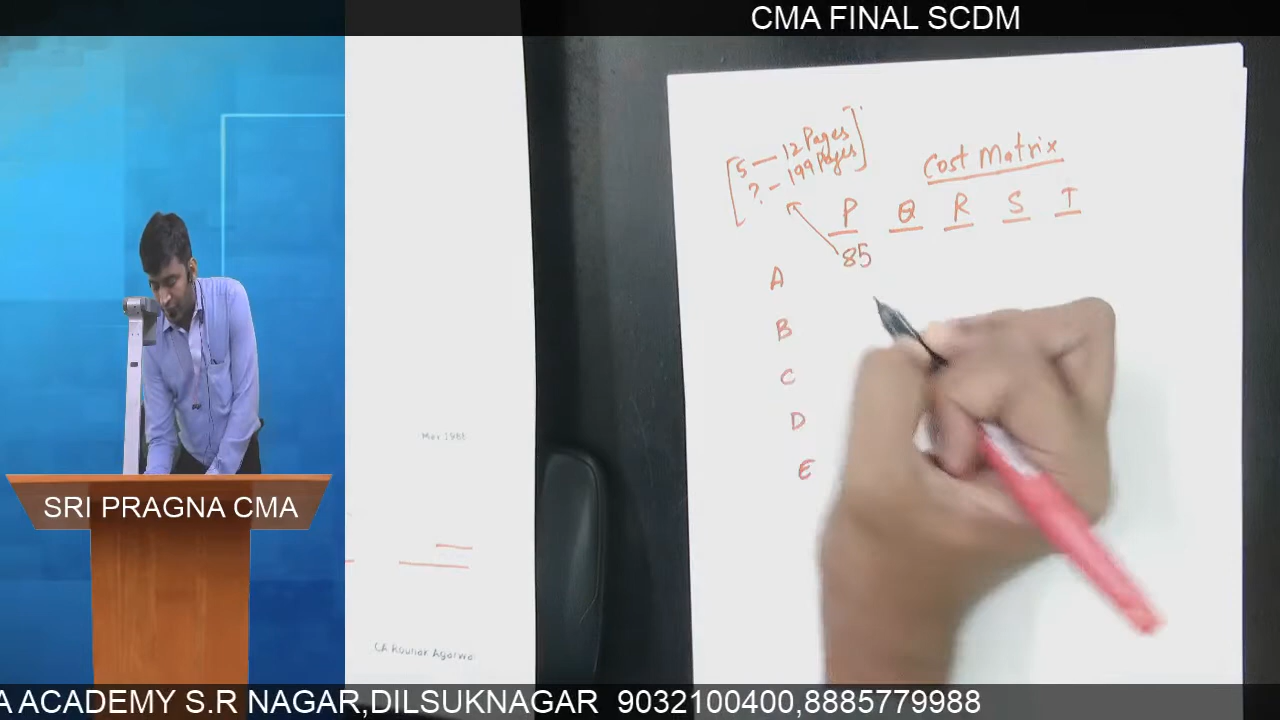 CMA FINAL SCDM
5 — 12 Pages
? - 199 Pages
Cost Matrix
P Q R S T
85
A
B
C
D
E
Mar 1988
SRI PRAGNA CMA
A ACADEMY S.R NAGAR,DILSUKNAGAR 9032100400,8885779988